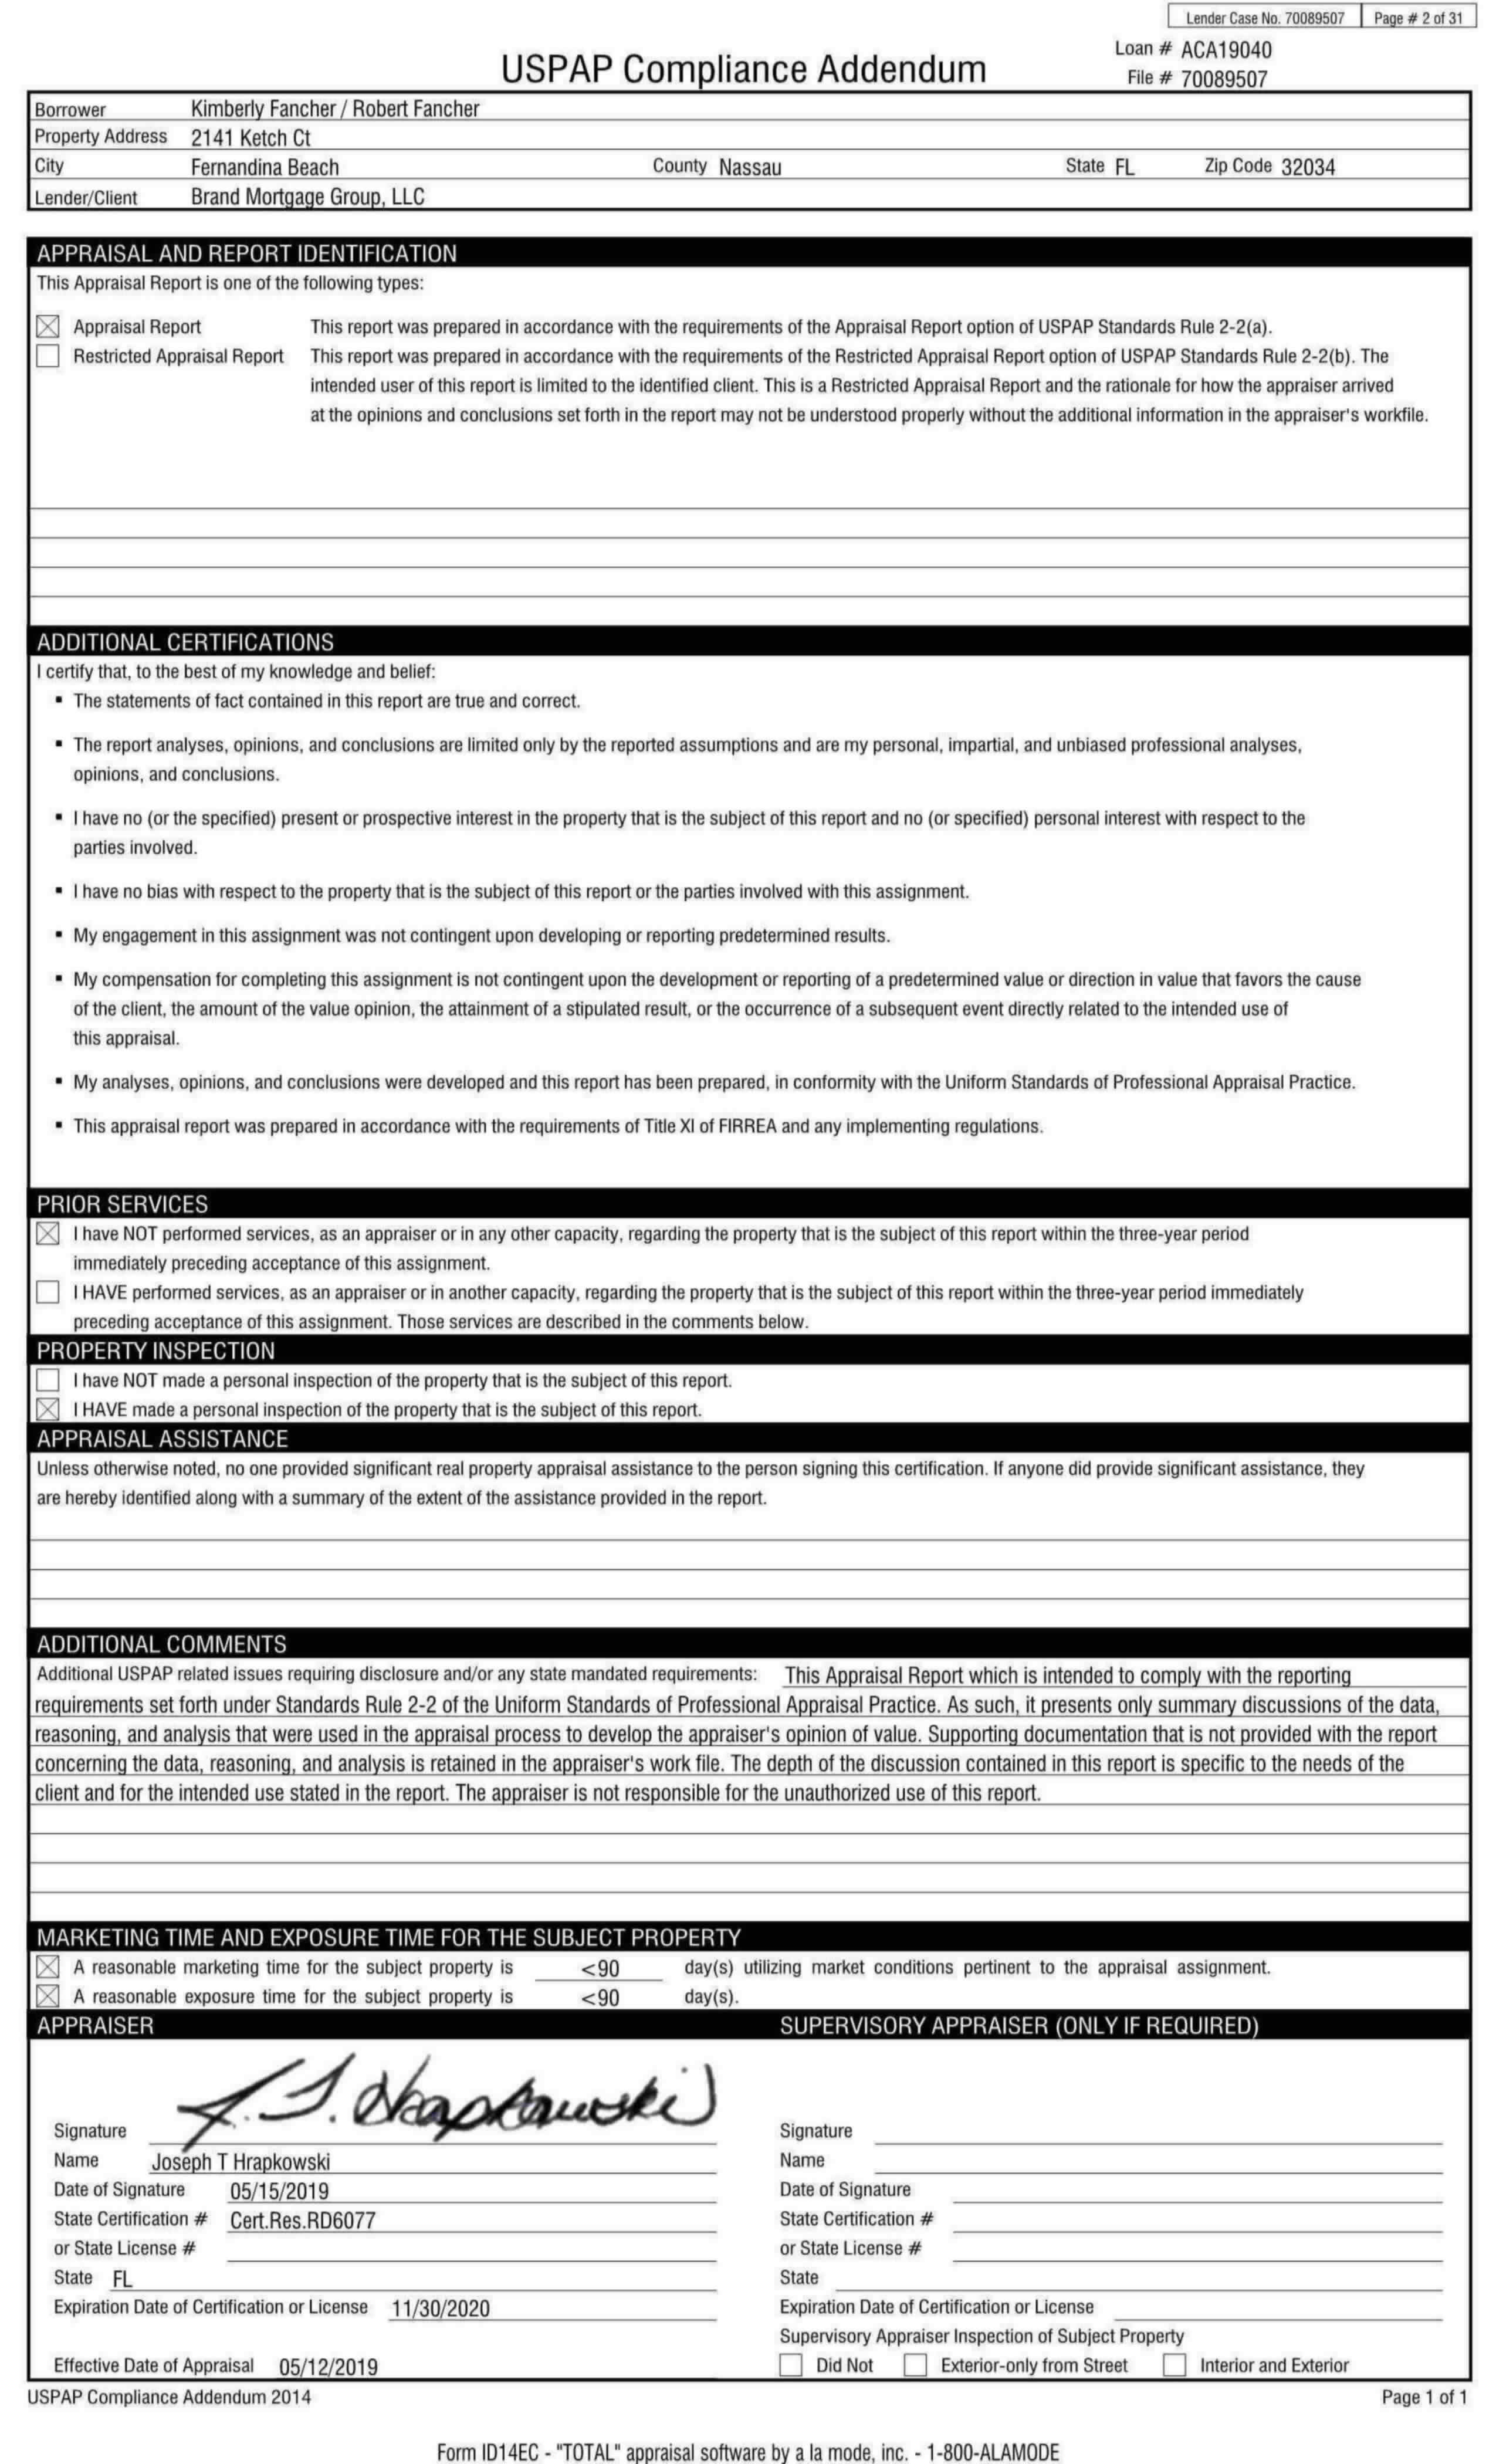 Lender Case No. 70089507 Page # 2 of 31
Loan # ACA19040
USPAP Compliance Addendum
File # 70089507
Borrower Kimberly Fancher / Robert Fancher
Property Address 2141 Ketch Ct
City Fernandina Beach County Nassau State FL Zip Code 32034
Lender/Client Brand Mortgage Group, LLC
APPRAISAL AND REPORT IDENTIFICATION
This Appraisal Report is one of the following types:
☒ Appraisal Report This report was prepared in accordance with the requirements of the Appraisal Report option of USPAP Standards Rule 2-2(a).
☐ Restricted Appraisal Report This report was prepared in accordance with the requirements of the Restricted Appraisal Report option of USPAP Standards Rule 2-2(b). The
intended user of this report is limited to the identified client. This is a Restricted Appraisal Report and the rationale for how the appraiser arrived
at the opinions and conclusions set forth in the report may not be understood properly without the additional information in the appraiser's workfile.
ADDITIONAL CERTIFICATIONS
I certify that, to the best of my knowledge and belief:
▪ The statements of fact contained in this report are true and correct.
▪ The report analyses, opinions, and conclusions are limited only by the reported assumptions and are my personal, impartial, and unbiased professional analyses,
opinions, and conclusions.
▪ I have no (or the specified) present or prospective interest in the property that is the subject of this report and no (or specified) personal interest with respect to the
parties involved.
▪ I have no bias with respect to the property that is the subject of this report or the parties involved with this assignment.
▪ My engagement in this assignment was not contingent upon developing or reporting predetermined results.
▪ My compensation for completing this assignment is not contingent upon the development or reporting of a predetermined value or direction in value that favors the cause
of the client, the amount of the value opinion, the attainment of a stipulated result, or the occurrence of a subsequent event directly related to the intended use of
this appraisal.
▪ My analyses, opinions, and conclusions were developed and this report has been prepared, in conformity with the Uniform Standards of Professional Appraisal Practice.
▪ This appraisal report was prepared in accordance with the requirements of Title XI of FIRREA and any implementing regulations.
PRIOR SERVICES
☒ I have NOT performed services, as an appraiser or in any other capacity, regarding the property that is the subject of this report within the three-year period
immediately preceding acceptance of this assignment.
☐ I HAVE performed services, as an appraiser or in another capacity, regarding the property that is the subject of this report within the three-year period immediately
preceding acceptance of this assignment. Those services are described in the comments below.
PROPERTY INSPECTION
☐ I have NOT made a personal inspection of the property that is the subject of this report.
☒ I HAVE made a personal inspection of the property that is the subject of this report.
APPRAISAL ASSISTANCE
Unless otherwise noted, no one provided significant real property appraisal assistance to the person signing this certification. If anyone did provide significant assistance, they
are hereby identified along with a summary of the extent of the assistance provided in the report.
ADDITIONAL COMMENTS
Additional USPAP related issues requiring disclosure and/or any state mandated requirements: This Appraisal Report which is intended to comply with the reporting
requirements set forth under Standards Rule 2-2 of the Uniform Standards of Professional Appraisal Practice. As such, it presents only summary discussions of the data,
reasoning, and analysis that were used in the appraisal process to develop the appraiser's opinion of value. Supporting documentation that is not provided with the report
concerning the data, reasoning, and analysis is retained in the appraiser's work file. The depth of the discussion contained in this report is specific to the needs of the
client and for the intended use stated in the report. The appraiser is not responsible for the unauthorized use of this report.
MARKETING TIME AND EXPOSURE TIME FOR THE SUBJECT PROPERTY
☒ A reasonable marketing time for the subject property is <90 day(s) utilizing market conditions pertinent to the appraisal assignment.
☒ A reasonable exposure time for the subject property is <90 day(s).
APPRAISER SUPERVISORY APPRAISER (ONLY IF REQUIRED)
Signature J. T. Hrapkowski Signature
Name Joseph T Hrapkowski Name
Date of Signature 05/15/2019 Date of Signature
State Certification # Cert.Res.RD6077 State Certification #
or State License # or State License #
State FL State
Expiration Date of Certification or License 11/30/2020 Expiration Date of Certification or License
Supervisory Appraiser Inspection of Subject Property
Effective Date of Appraisal 05/12/2019 ☐ Did Not ☐ Exterior-only from Street ☐ Interior and Exterior
USPAP Compliance Addendum 2014 Page 1 of 1
Form ID14EC - "TOTAL" appraisal software by a la mode, inc. - 1-800-ALAMODE